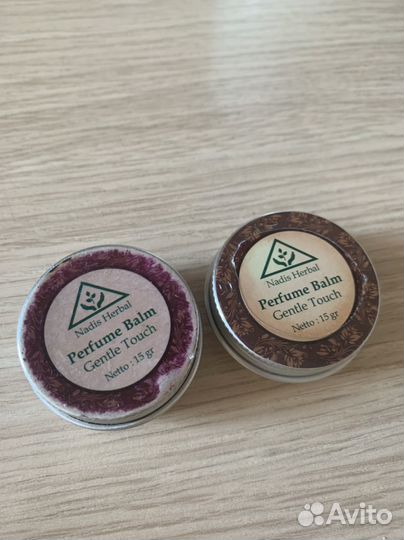 Nadis Herbal
Perfume Balm
Gentle Touch
Netto : 15 gr
Nadis Herbal
Perfume Balm
Gentle Touch
Netto : 15 gr
Avito